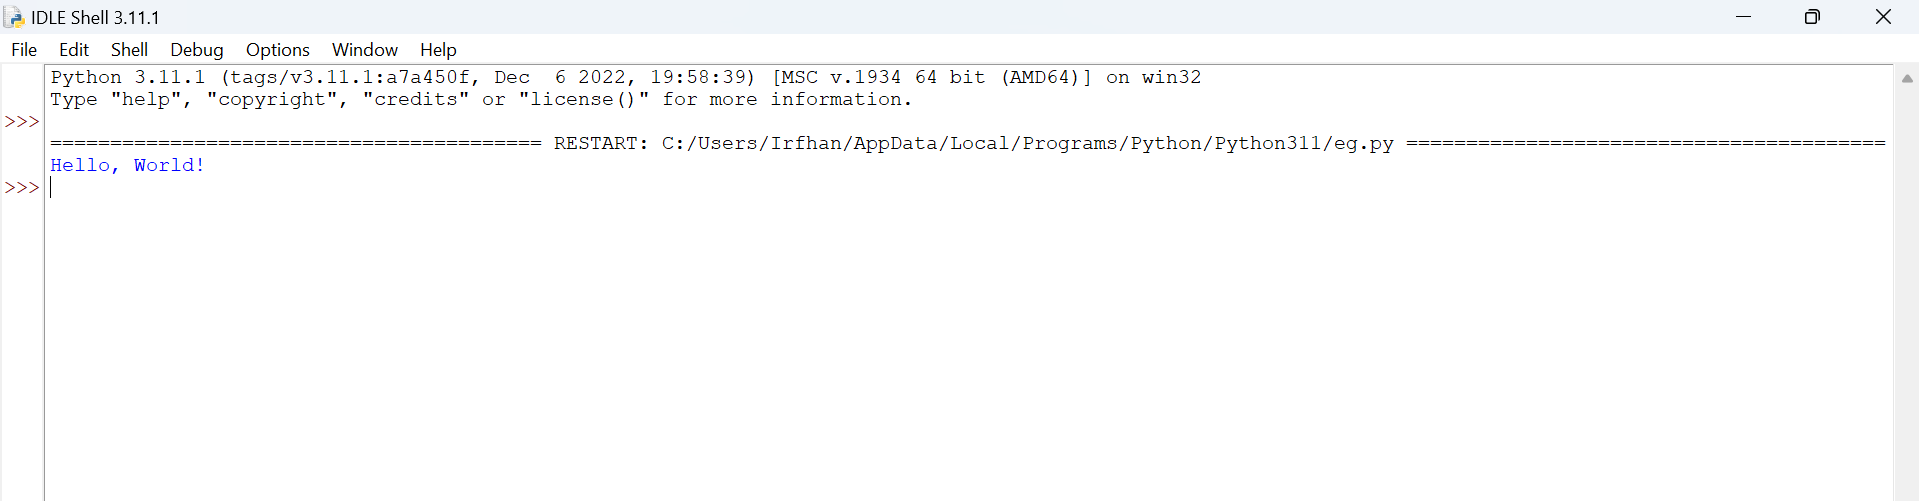 IDLE Shell 3.11.1
File Edit Shell Debug Options Window Help
Python 3.11.1 (tags/v3.11.1:a7a450f, Dec  6 2022, 19:58:39) [MSC v.1934 64 bit (AMD64)] on win32
Type "help", "copyright", "credits" or "license()" for more information.
>>>
========================================= RESTART: C:/Users/Irfhan/AppData/Local/Programs/Python/Python311/eg.py ========================================
Hello, World!
>>>